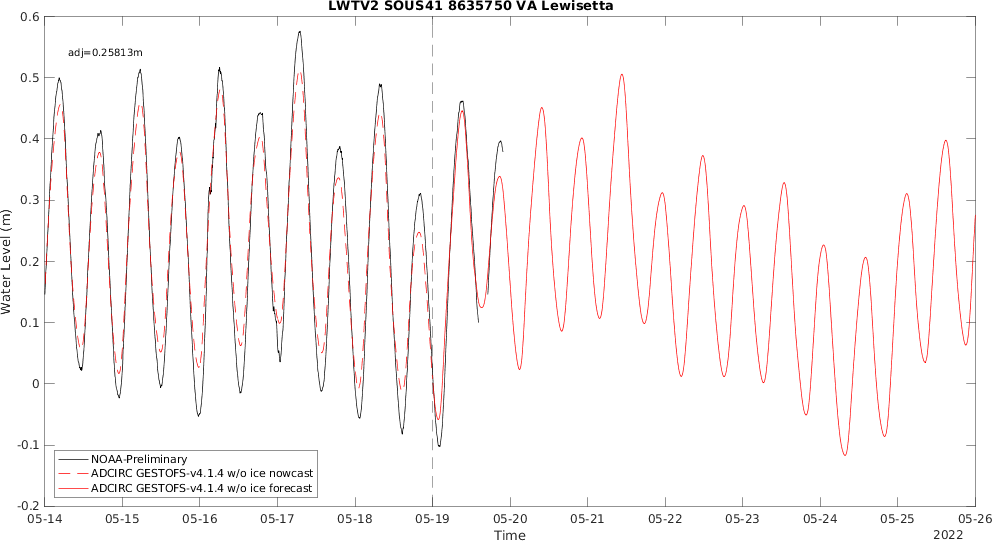 LWTV2 SOUS41 8635750 VA Lewisetta
adj=0.25813m
0.6
0.5
0.4
0.3
0.2
0.1
0
-0.1
-0.2
Water Level (m)
NOAA-Preliminary
ADCIRC GESTOFS-v4.1.4 w/o ice nowcast
ADCIRC GESTOFS-v4.1.4 w/o ice forecast
05-14 05-15 05-16 05-17 05-18 05-19 05-20 05-21 05-22 05-23 05-24 05-25 05-26
Time
2022